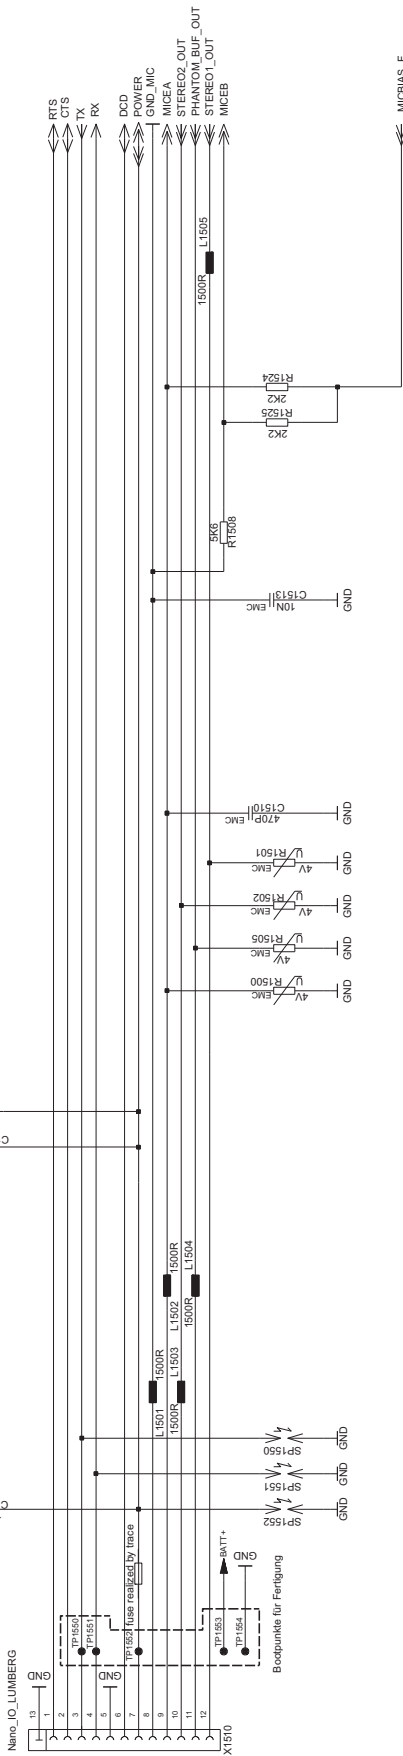 RTS
CTS
TX
RX
DCD
POWER
GND_MIC
MICEA
STEREO2_OUT
PHANTOM_BUF_OUT
STEREO1_OUT
MICEB
L1505
1500R
R1524
2K2
R1525
2K2
5K6
R1508
C1513
10N
EMC
GND
C1510
470P
EMC
GND
R1501
EMC
4V
U
GND
R1502
EMC
4V
U
GND
R1505
EMC
4V
U
GND
R1500
EMC
4V
U
GND
1500R
L1502
L1504
1500R
1500R
L1501
L1503
1500R
SP1550
GND
SP1551
GND
SP1552
GND
fuse realized by trace
TP1550
TP1551
TP1552
BATT+
TP1553
GND
TP1554
Bootpunkte für Fertigung
Nano_IO_LUMBERG
GND
GND
13
1
2
3
4
5
6
7
8
9
10
11
12
X1510